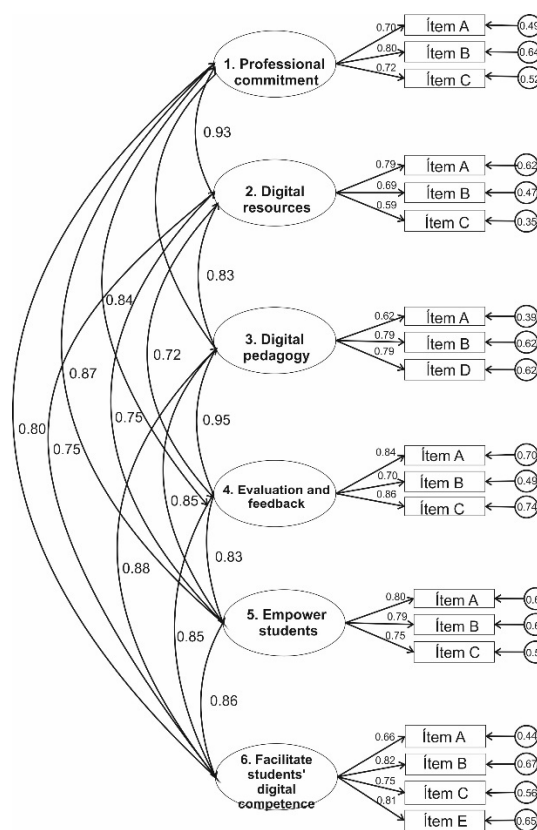 0.70 Ítem A 0.49
0.80 Ítem B 0.64
0.72 Ítem C 0.52
1. Professional
commitment
0.93
0.79 Ítem A 0.62
0.69 Ítem B 0.47
0.59 Ítem C 0.35
2. Digital
resources
0.83
0.84
0.62 Ítem A 0.39
0.79 Ítem B 0.62
0.79 Ítem D 0.62
3. Digital
pedagogy
0.72
0.87
0.80
0.75
0.75
0.95
0.84 Ítem A 0.70
0.70 Ítem B 0.49
0.86 Ítem C 0.74
4. Evaluation and
feedback
0.85
0.83
0.88
0.80 Ítem A
0.79 Ítem B
0.75 Ítem C
5. Empower
students
0.85
0.86
0.66 Ítem A 0.44
0.82 Ítem B 0.67
0.75 Ítem C 0.56
0.81 Ítem E 0.65
6. Facilitate
students'
digital
competence